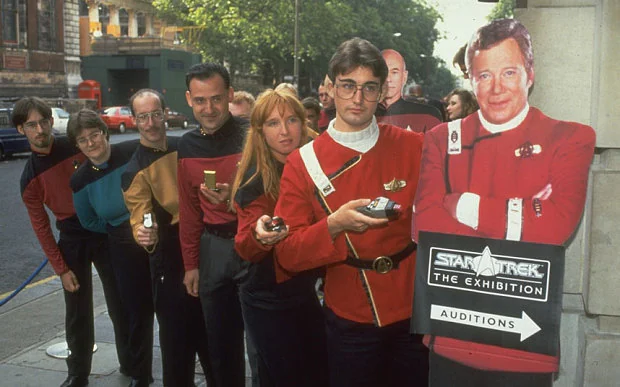 STAR TREK
THE EXHIBITION
AUDITIONS